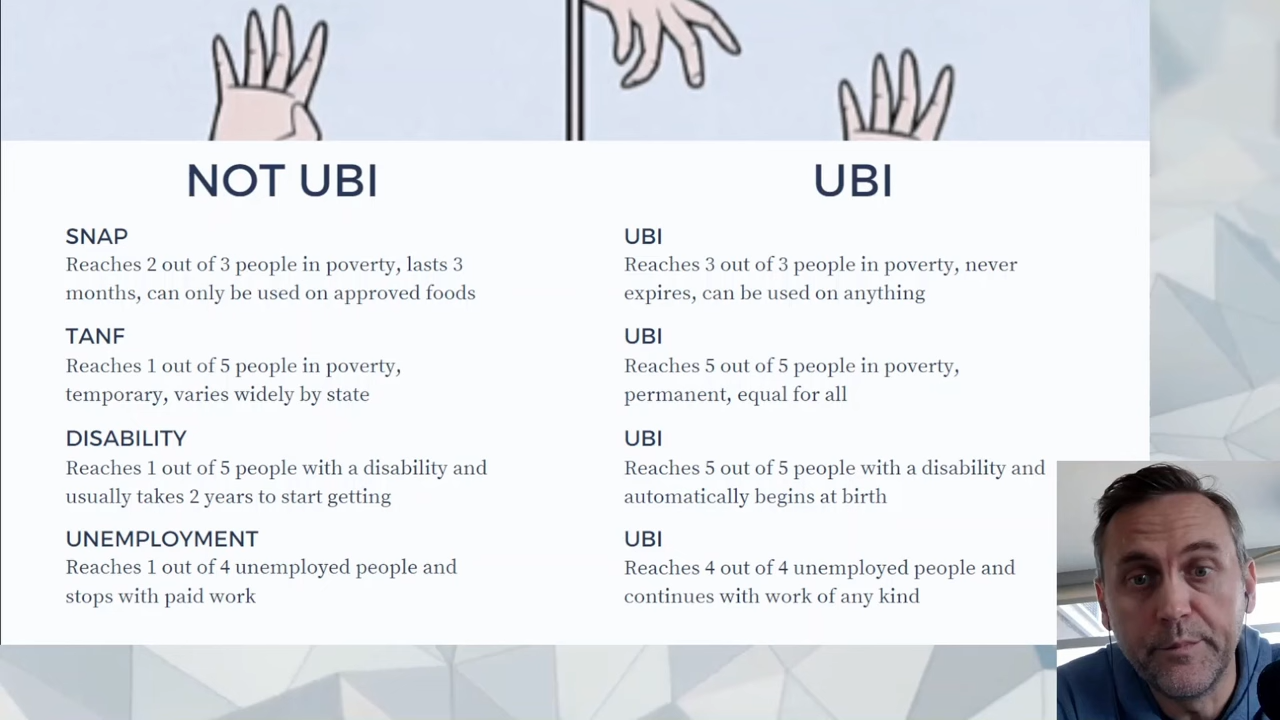 NOT UBI
SNAP
Reaches 2 out of 3 people in poverty, lasts 3
months, can only be used on approved foods
TANF
Reaches 1 out of 5 people in poverty,
temporary, varies widely by state
DISABILITY
Reaches 1 out of 5 people with a disability and
usually takes 2 years to start getting
UNEMPLOYMENT
Reaches 1 out of 4 unemployed people and
stops with paid work
UBI
UBI
Reaches 3 out of 3 people in poverty, never
expires, can be used on anything
UBI
Reaches 5 out of 5 people in poverty,
permanent, equal for all
UBI
Reaches 5 out of 5 people with a disability and
automatically begins at birth
UBI
Reaches 4 out of 4 unemployed people and
continues with work of any kind